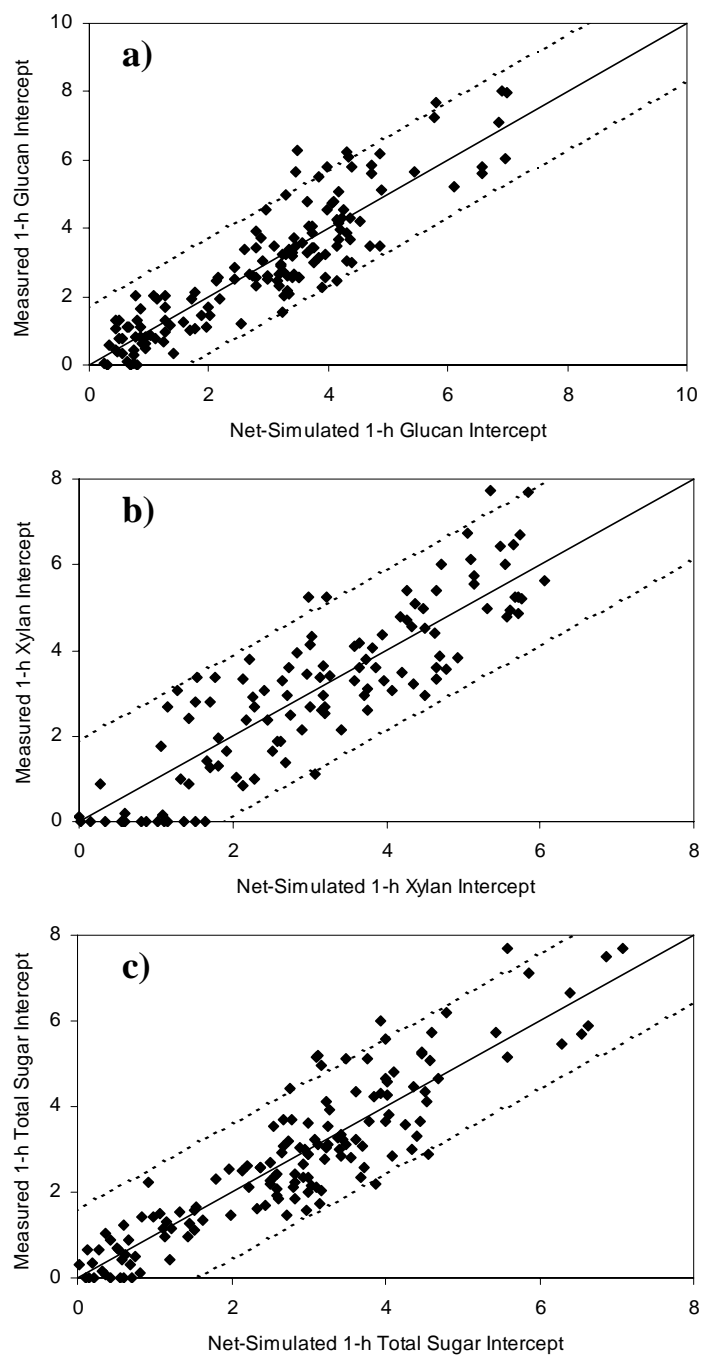 a)
10
8
6
4
2
0
Measured 1-h Glucan Intercept
0 2 4 6 8 10
Net-Simulated 1-h Glucan Intercept
b)
8
6
4
2
0
Measured 1-h Xylan Intercept
0 2 4 6 8
Net-Simulated 1-h Xylan Intercept
c)
8
6
4
2
0
Measured 1-h Total Sugar Intercept
0 2 4 6 8
Net-Simulated 1-h Total Sugar Intercept